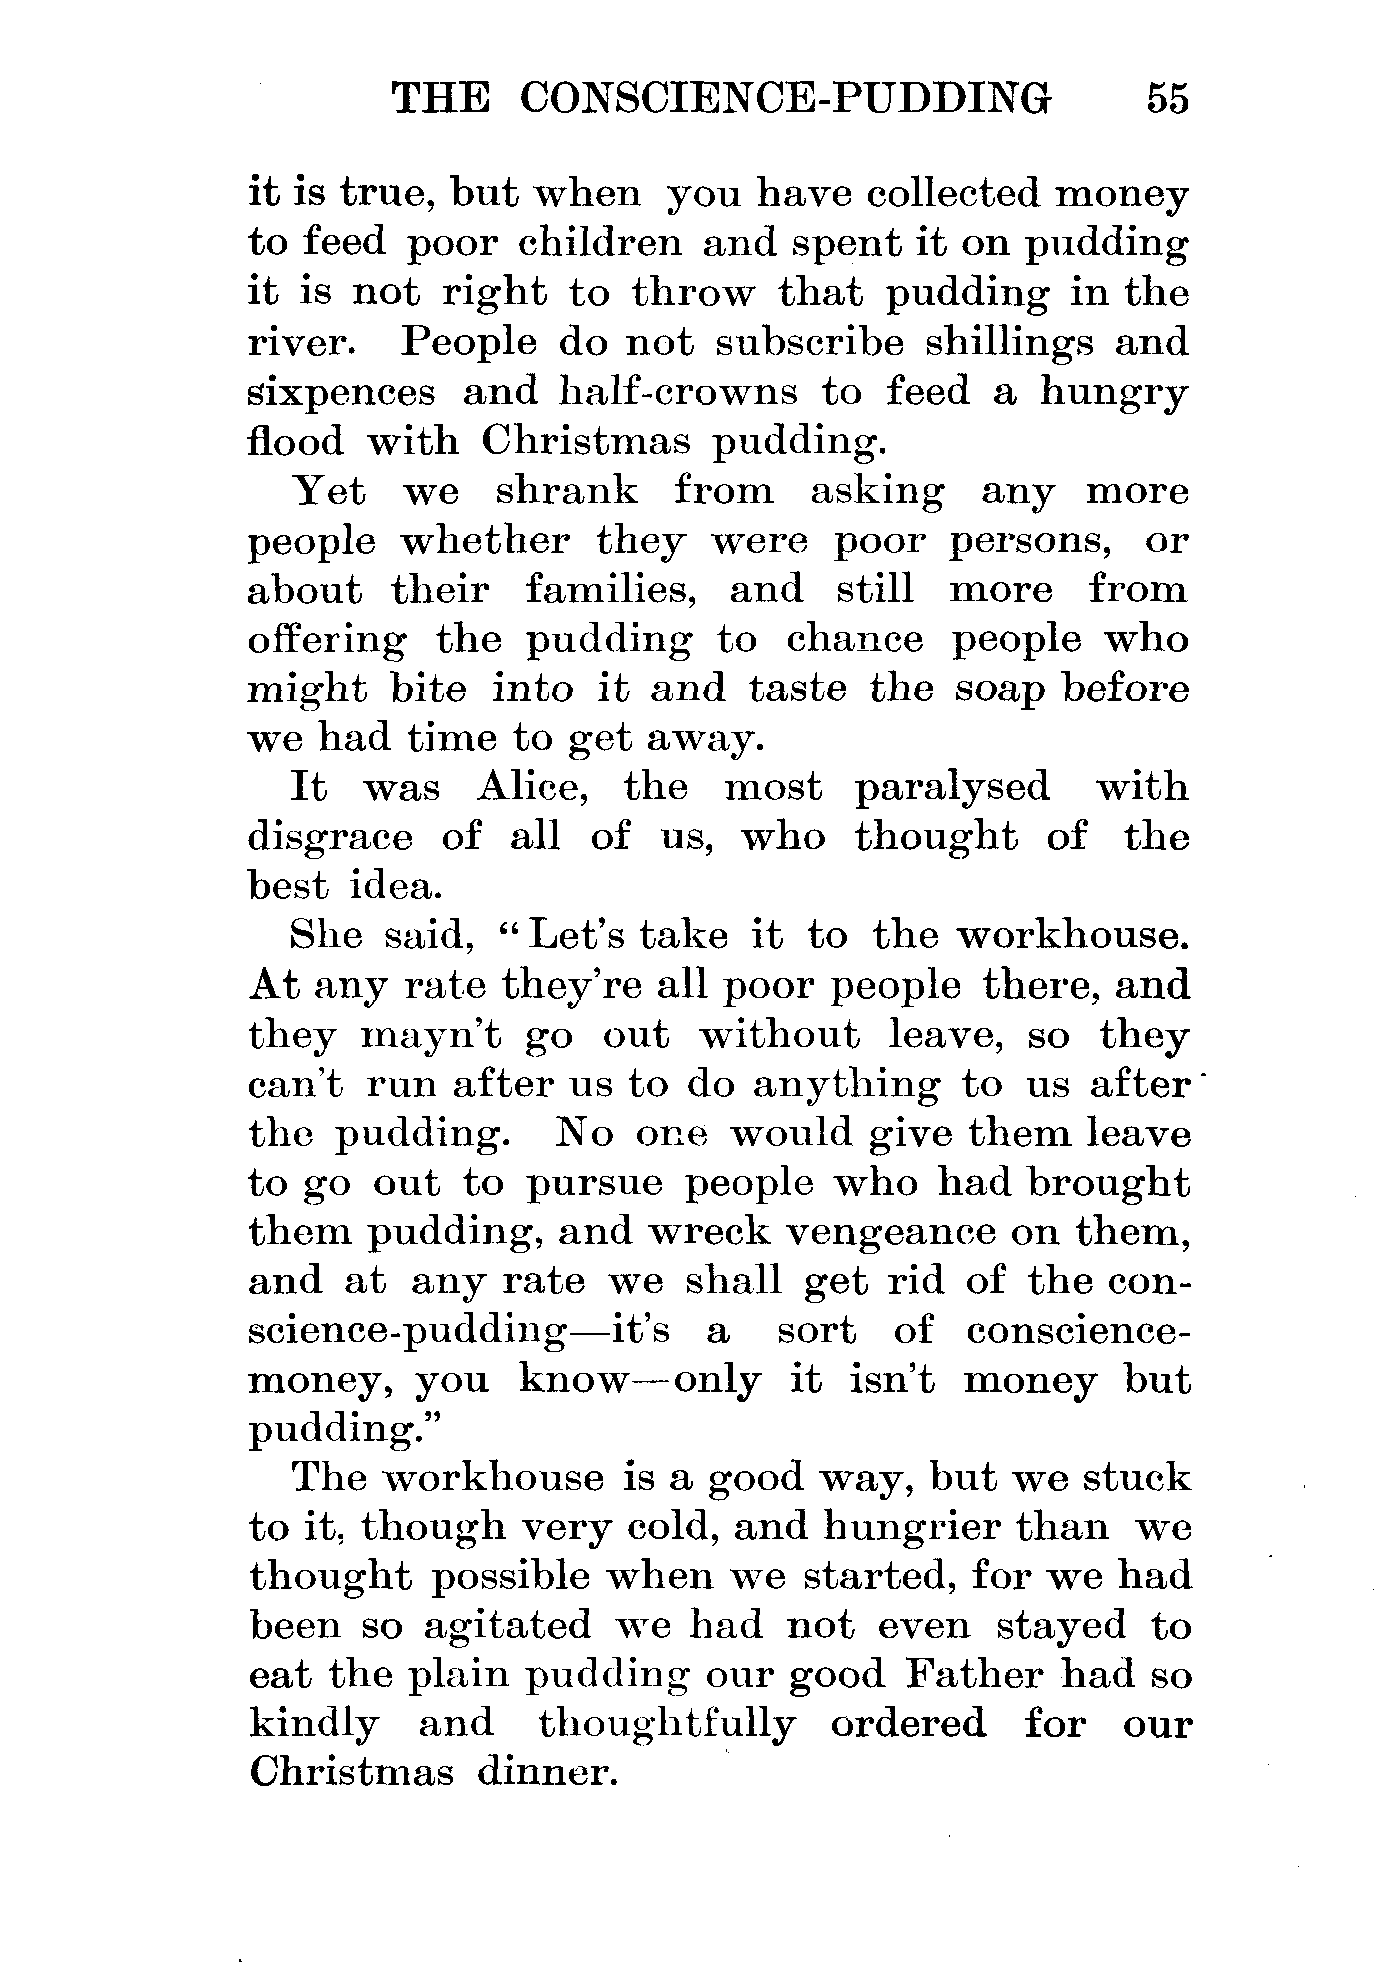 THE CONSCIENCE-PUDDING 55
it is true, but when you have collected money
to feed poor children and spent it on pudding
it is not right to throw that pudding in the
river. People do not subscribe shillings and
sixpences and half-crowns to feed a hungry
flood with Christmas pudding.
Yet we shrank from asking any more
people whether they were poor persons, or
about their families, and still more from
offering the pudding to chance people who
might bite into it and taste the soap before
we had time to get away.
It was Alice, the most paralysed with
disgrace of all of us, who thought of the
best idea.
She said, “Let's take it to the workhouse.
At any rate they're all poor people there, and
they mayn't go out without leave, so they
can't run after us to do anything to us after
the pudding. No one would give them leave
to go out to pursue people who had brought
them pudding, and wreck vengeance on them,
and at any rate we shall get rid of the con-
science-pudding—it's a sort of conscience-
money, you know—only it isn't money but
pudding.”
The workhouse is a good way, but we stuck
to it, though very cold, and hungrier than we
thought possible when we started, for we had
been so agitated we had not even stayed to
eat the plain pudding our good Father had so
kindly and thoughtfully ordered for our
Christmas dinner.